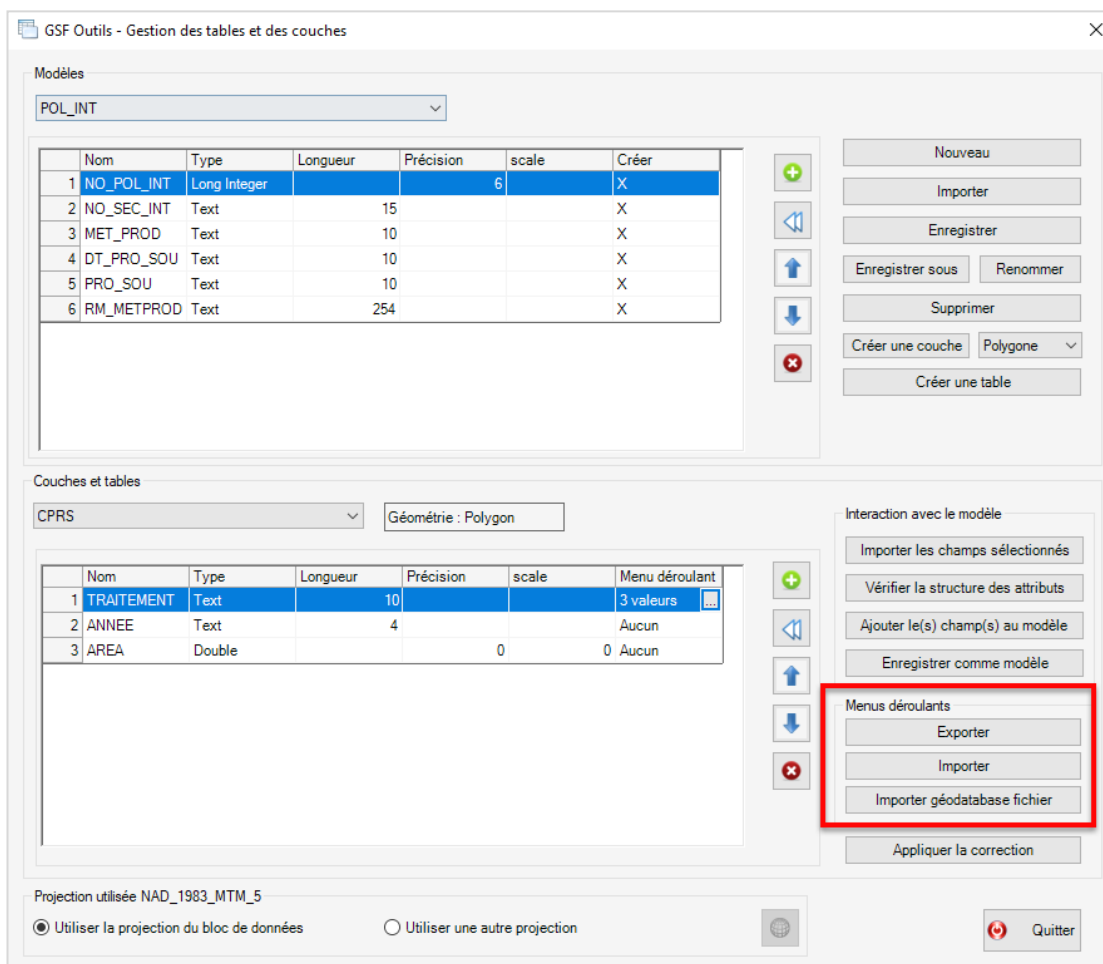 GSF Outils - Gestion des tables et des couches
Modèles
POL_INT
Nom Type Longueur Précision scale Créer
1 NO_POL_INT Long Integer 6 X
2 NO_SEC_INT Text 15 X
3 MET_PROD Text 10 X
4 DT_PRO_SOU Text 10 X
5 PRO_SOU Text 10 X
6 RM_METPROD Text 254 X
Nouveau
Importer
Enregistrer
Enregistrer sous Renommer
Supprimer
Créer une couche Polygone
Créer une table
Couches et tables
CPRS Géométrie : Polygon
Nom Type Longueur Précision scale Menu déroulant
1 TRAITEMENT Text 10 3 valeurs ...
2 ANNEE Text 4 Aucun
3 AREA Double 0 0 Aucun
Interaction avec le modèle
Importer les champs sélectionnés
Vérifier la structure des attributs
Ajouter le(s) champ(s) au modèle
Enregistrer comme modèle
Menus déroulants
Exporter
Importer
Importer géodatabase fichier
Appliquer la correction
Projection utilisée NAD_1983_MTM_5
Utiliser la projection du bloc de données Utiliser une autre projection
Quitter